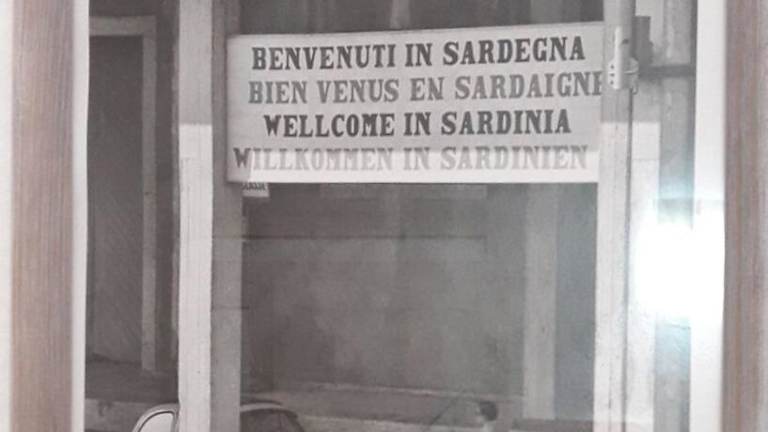 BENVENUTI IN SARDEGNA
BIEN VENUS EN SARDAIGNE
WELLCOME IN SARDINIA
WILLKOMMEN IN SARDINIEN